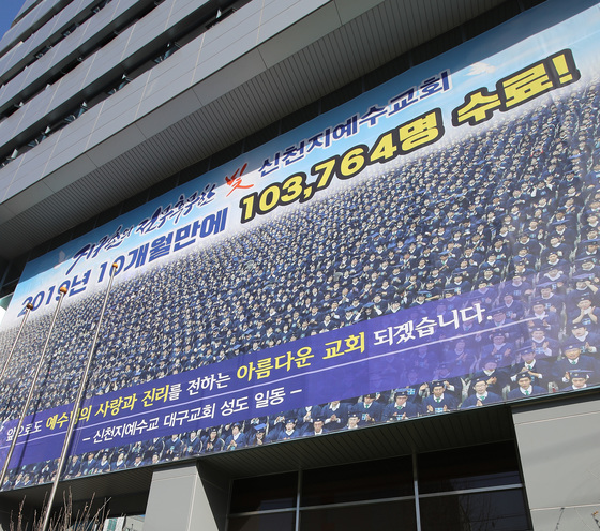 빛 신천지예수교회
2019년 10개월만에 103,764명 수료!
앞으로도 예수님의 사랑과 진리를 전하는 아름다운 교회 되겠습니다.
- 신천지예수교 대구교회 성도 일동 -